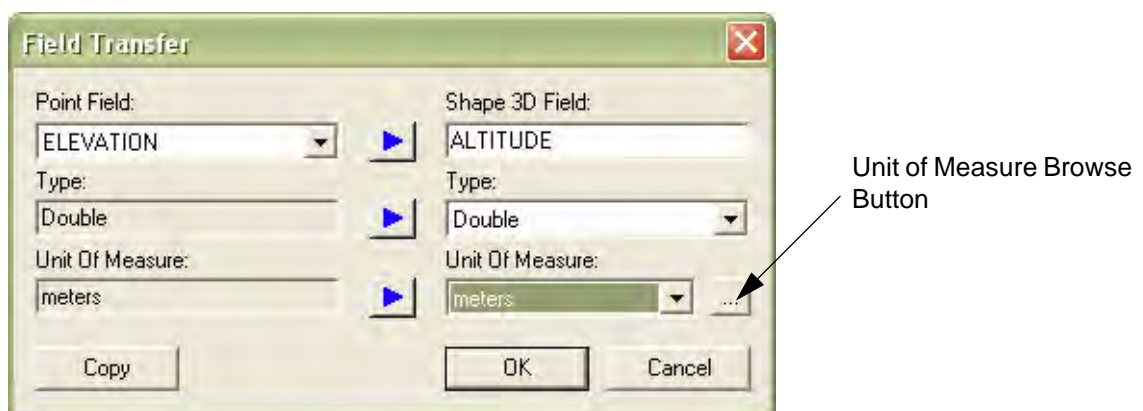 Field Transfer
Point Field:
Shape 3D Field:
ELEVATION
ALTITUDE
Type:
Type:
Double
Double
Unit Of Measure:
Unit Of Measure:
meters
meters
...
Copy
OK
Cancel
Unit of Measure Browse
Button